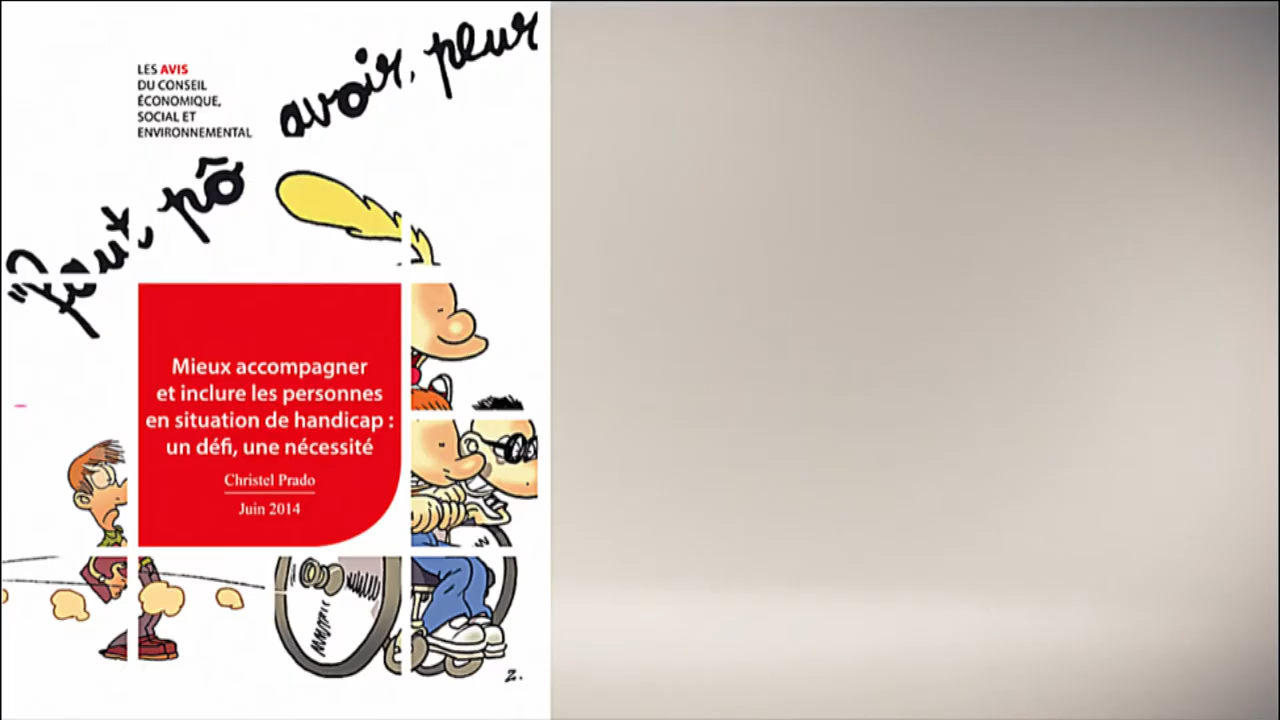 LES AVIS
DU CONSEIL
ÉCONOMIQUE,
SOCIAL ET
ENVIRONNEMENTAL
"Faut, pô avoir, peur
Mieux accompagner
et inclure les personnes
en situation de handicap :
un défi, une nécessité
Christel Prado
Juin 2014
Z.